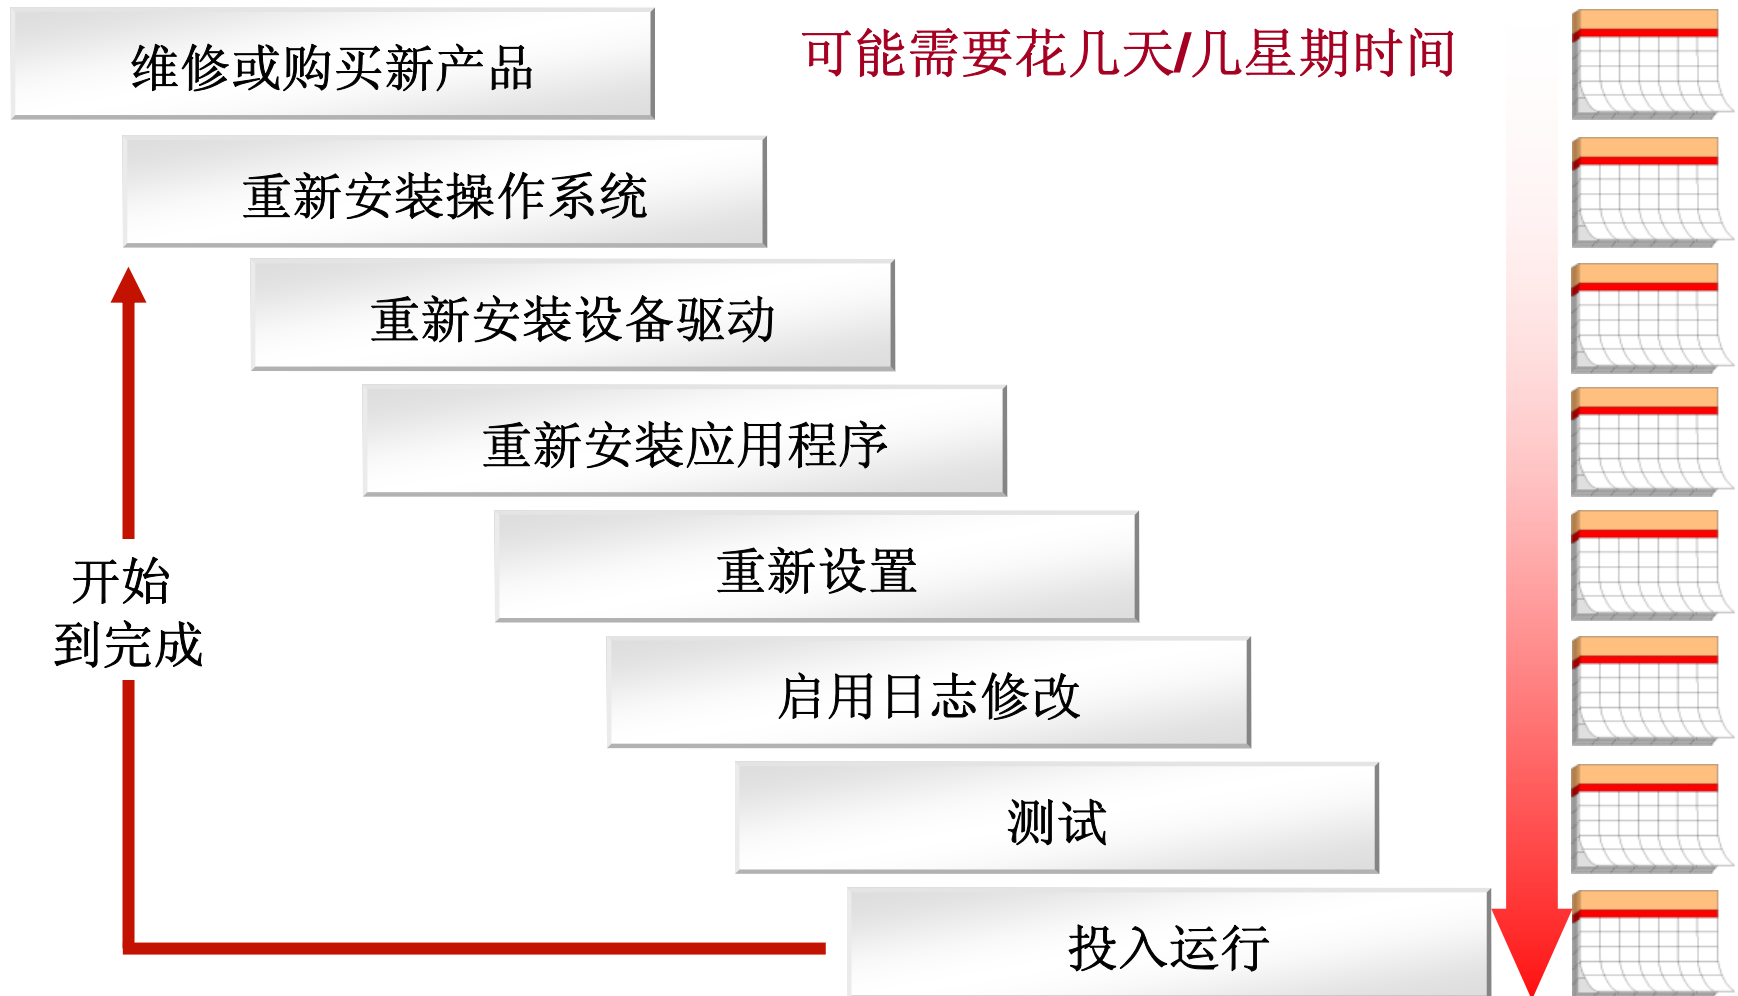 维修或购买新产品
可能需要花几天/几星期时间
重新安装操作系统
重新安装设备驱动
重新安装应用程序
重新设置
开始
到完成
启用日志修改
测试
投入运行